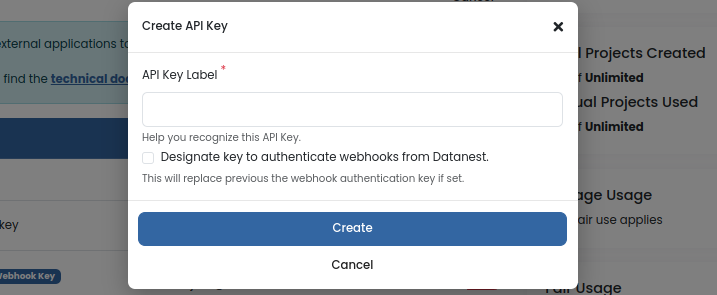 Create API Key
external applications to
find the technical doc
API Key Label *
Help you recognize this API Key.
Designate key to authenticate webhooks from Datanest.
This will replace previous the webhook authentication key if set.
Create
Cancel
key
Webhook Key
l Projects Created
f Unlimited
ual Projects Used
f Unlimited
age Usage
air use applies
Fair Usage